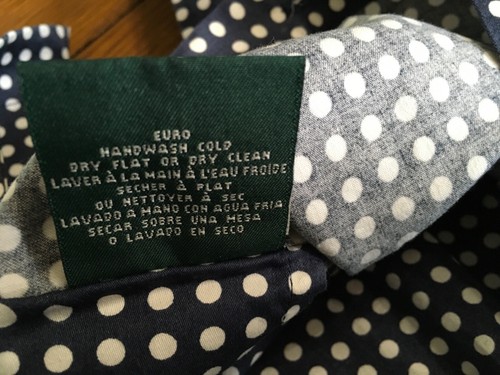 EURO
HANDWASH COLD
DRY FLAT OR DRY CLEAN
LAVER À LA MAIN À L'EAU FROIDE
SECHER À PLAT
OU NETTOYER À SEC
LAVADO A MANO CON AGUA FRIA
SECAR SOBRE UNA MESA
O LAVADO EN SECO